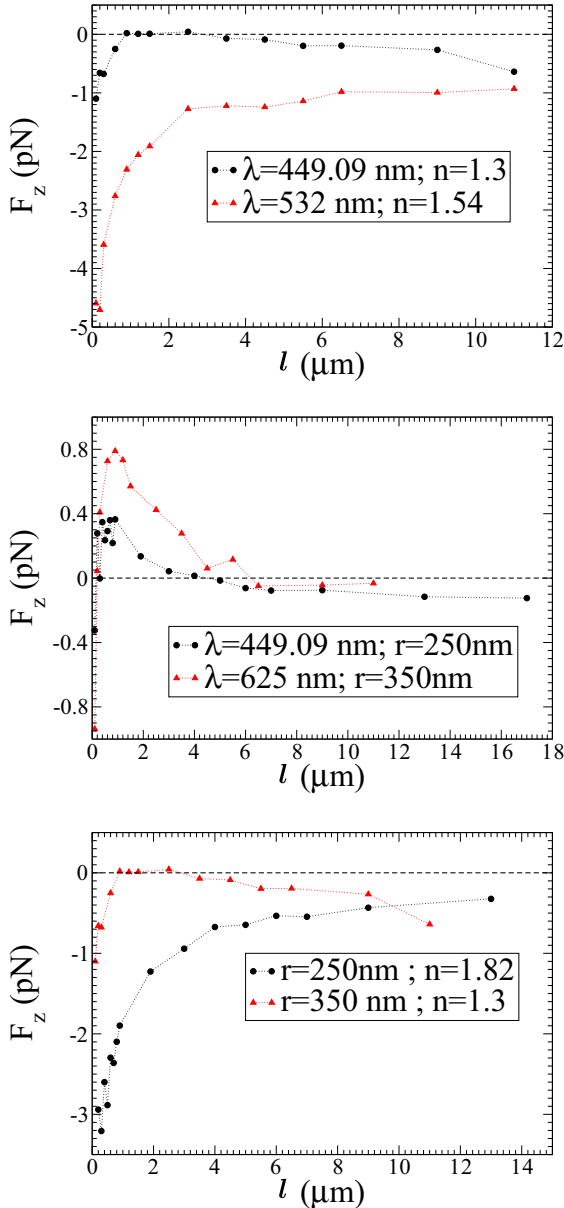 0
-1
-2
-3
-4
-5
F_z (pN)
λ=449.09 nm; n=1.3
λ=532 nm; n=1.54
0 2 4 6 8 10 12
l (μm)
0.8
0.4
0
-0.4
-0.8
F_z (pN)
λ=449.09 nm; r=250nm
λ=625 nm; r=350nm
0 2 4 6 8 10 12 14 16 18
l (μm)
0
-1
-2
-3
F_z (pN)
r=250nm ; n=1.82
r=350 nm ; n=1.3
0 2 4 6 8 10 12 14
l (μm)